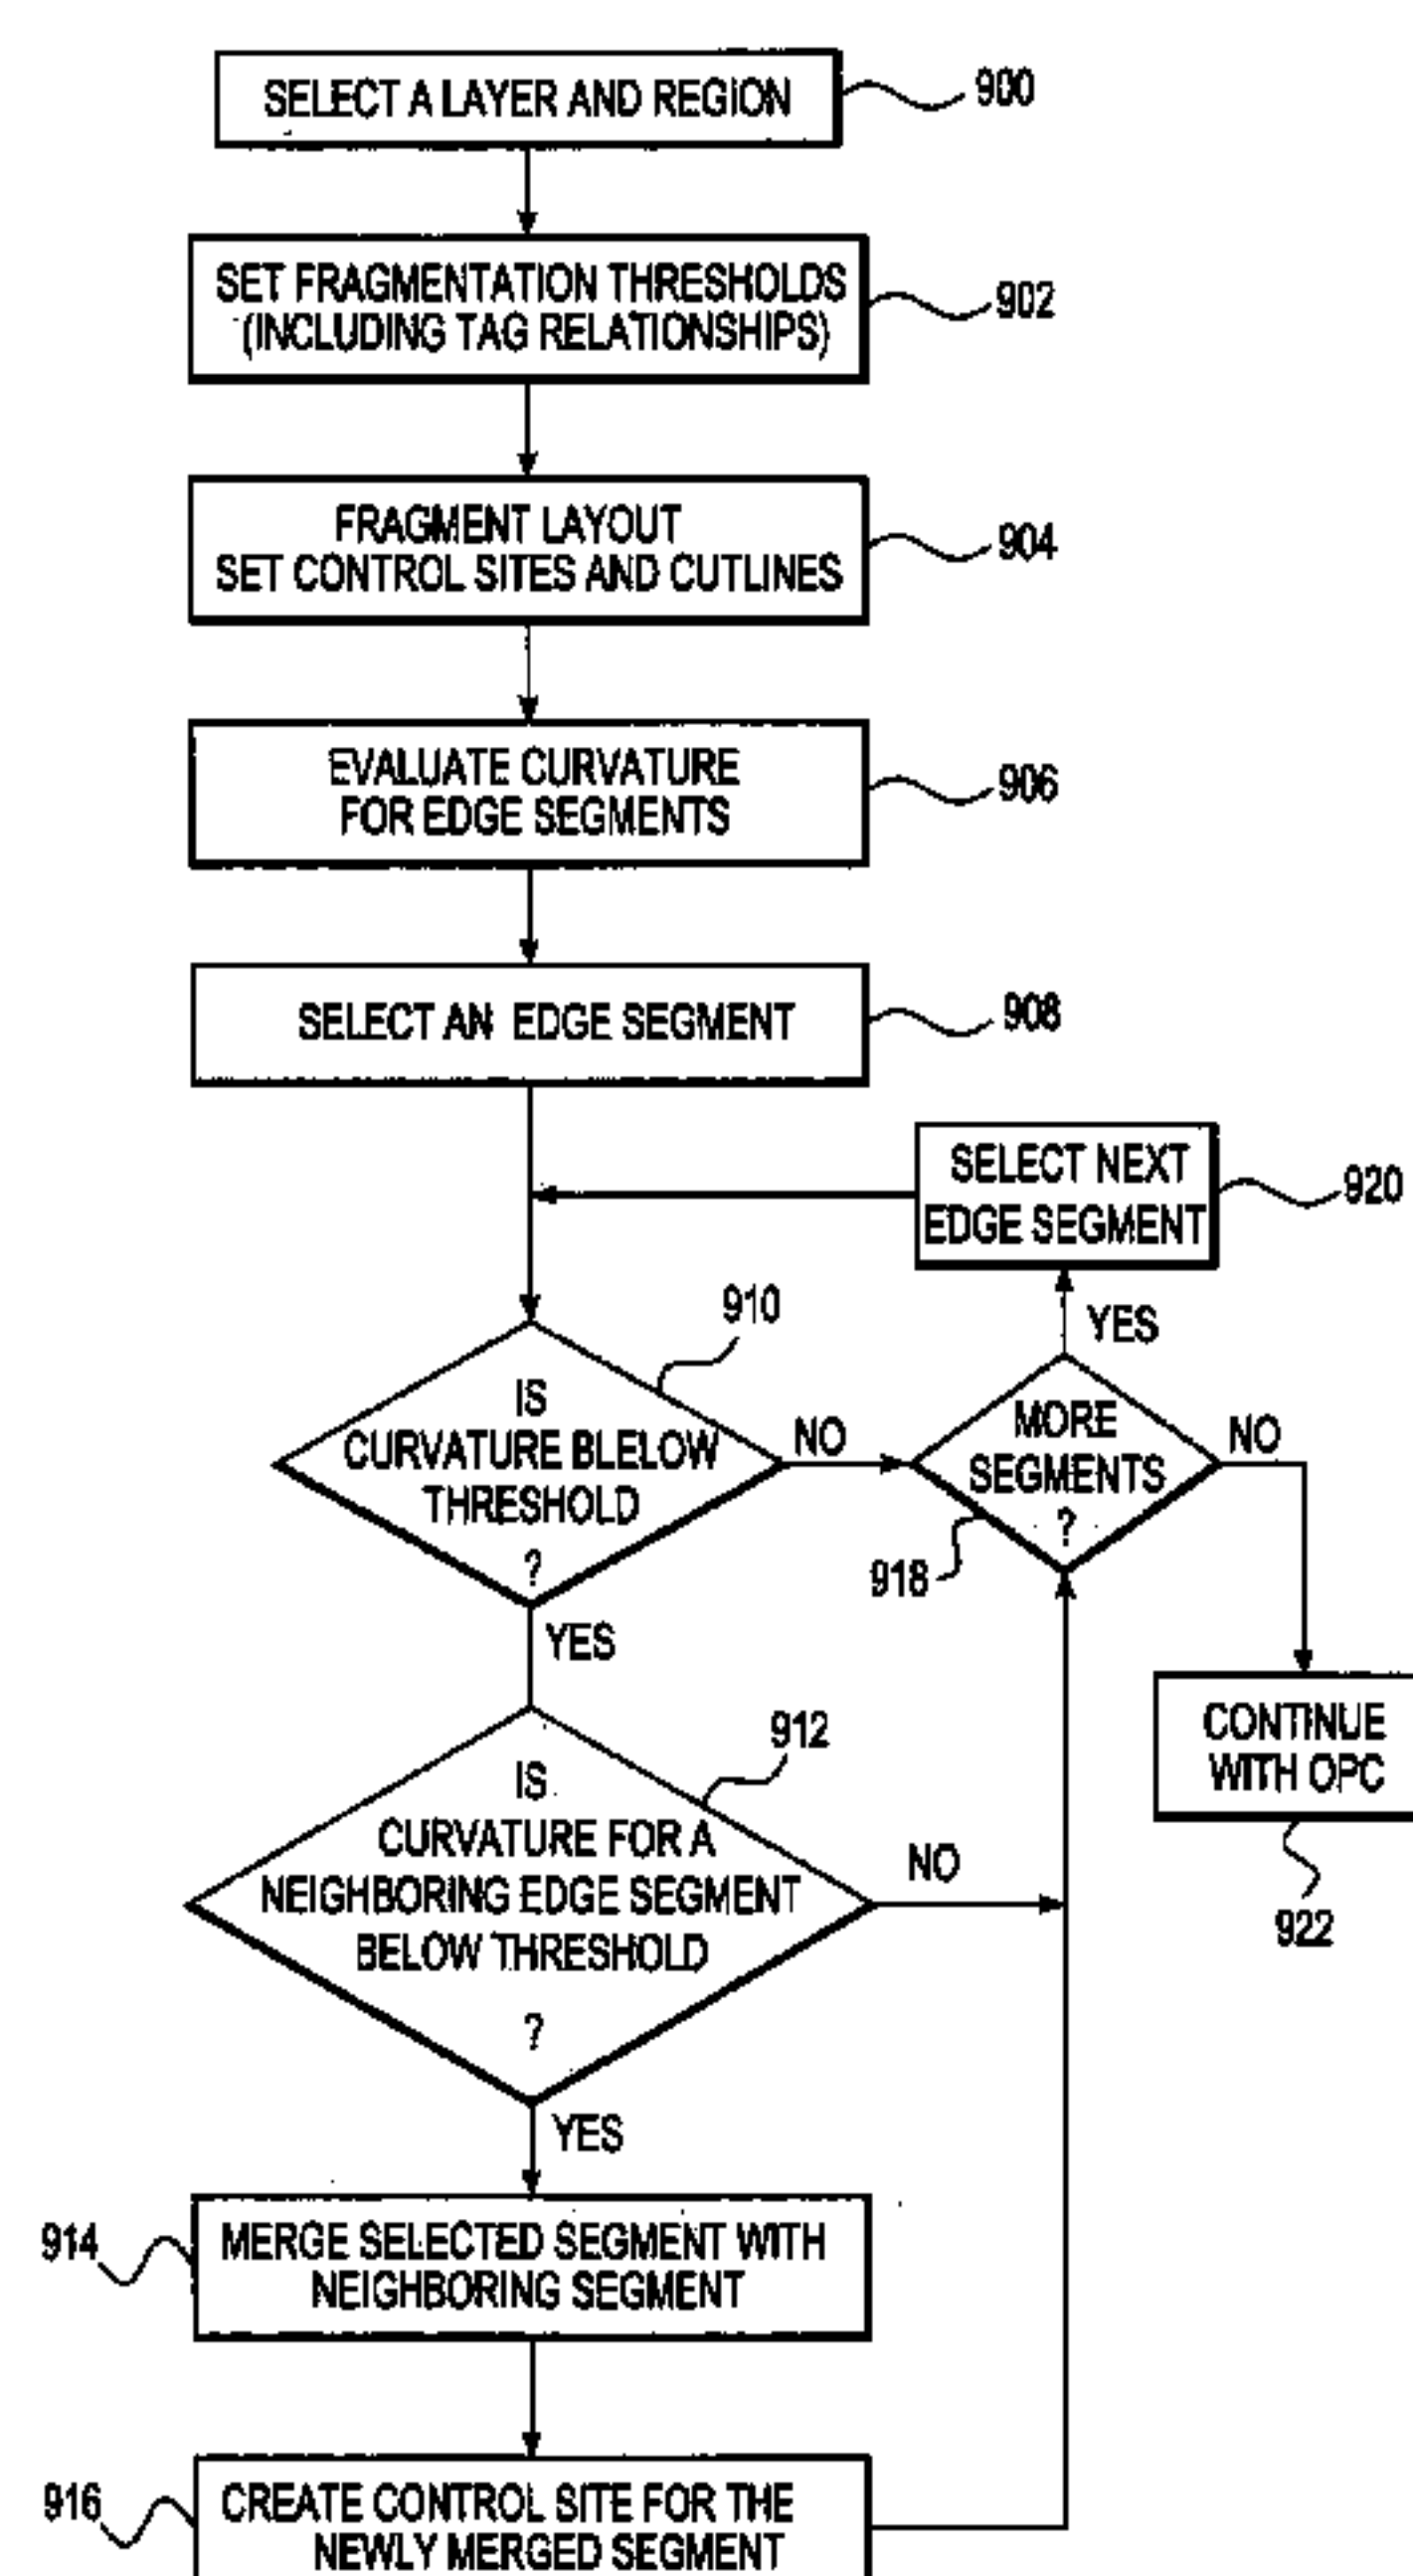 SELECT A LAYER AND REGION
900
SET FRAGMENTATION THRESHOLDS
(INCLUDING TAG RELATIONSHIPS)
902
FRAGMENT LAYOUT
SET CONTROL SITES AND CUTLINES
904
EVALUATE CURVATURE
FOR EDGE SEGMENTS
906
SELECT AN EDGE SEGMENT
908
SELECT NEXT
EDGE SEGMENT
920
910
YES
IS
CURVATURE BLELOW
THRESHOLD
?
NO
MORE
SEGMENTS
?
NO
918
YES
CONTINUE
WITH OPC
922
912
IS
CURVATURE FOR A
NEIGHBORING EDGE SEGMENT
BELOW THRESHOLD
?
NO
YES
914
MERGE SELECTED SEGMENT WITH
NEIGHBORING SEGMENT
916
CREATE CONTROL SITE FOR THE
NEWLY MERGED SEGMENT